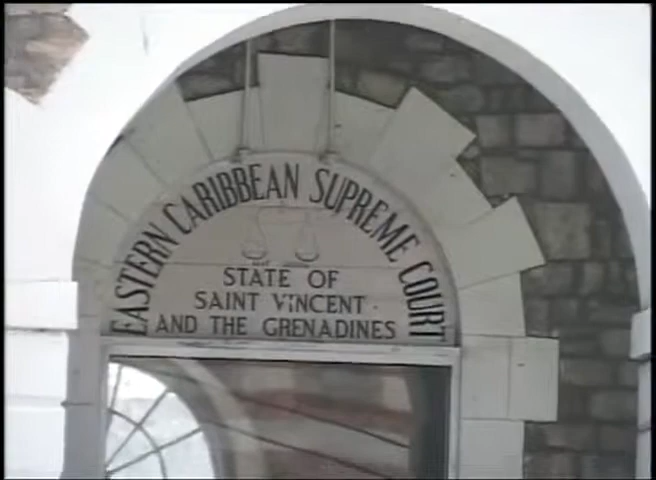 EASTERN CARIBBEAN SUPREME COURT
STATE OF
SAINT VINCENT
AND THE GRENADINES